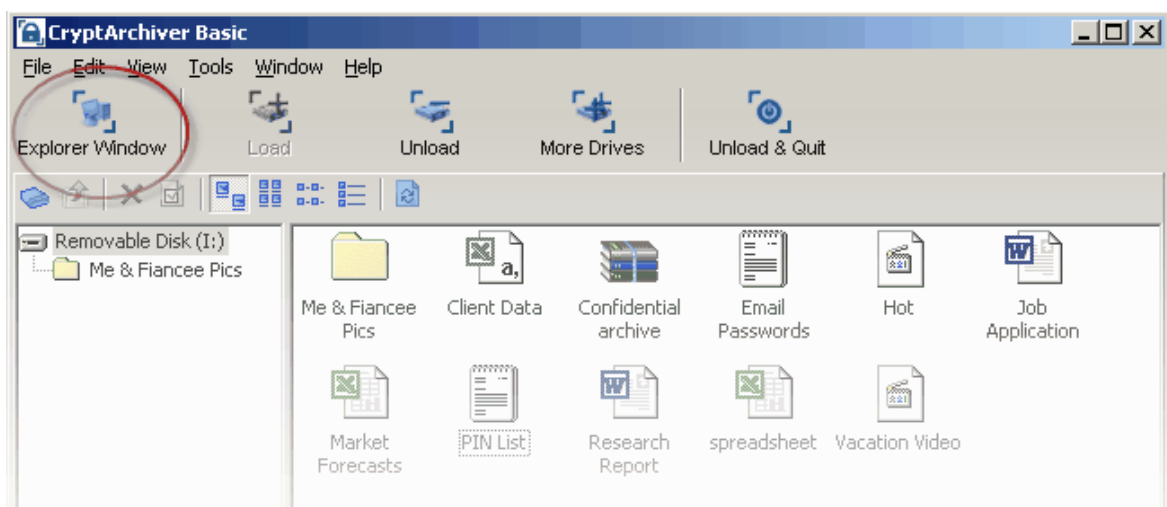 CryptArchiver Basic
File Edit View Tools Window Help
Explorer Window Load Unload More Drives Unload & Quit
Removable Disk (I:)
Me & Fiancee Pics
Me & Fiancee Client Data Confidential Email Hot Job
Pics archive Passwords Application
Market PIN List Research spreadsheet Vacation Video
Forecasts Report